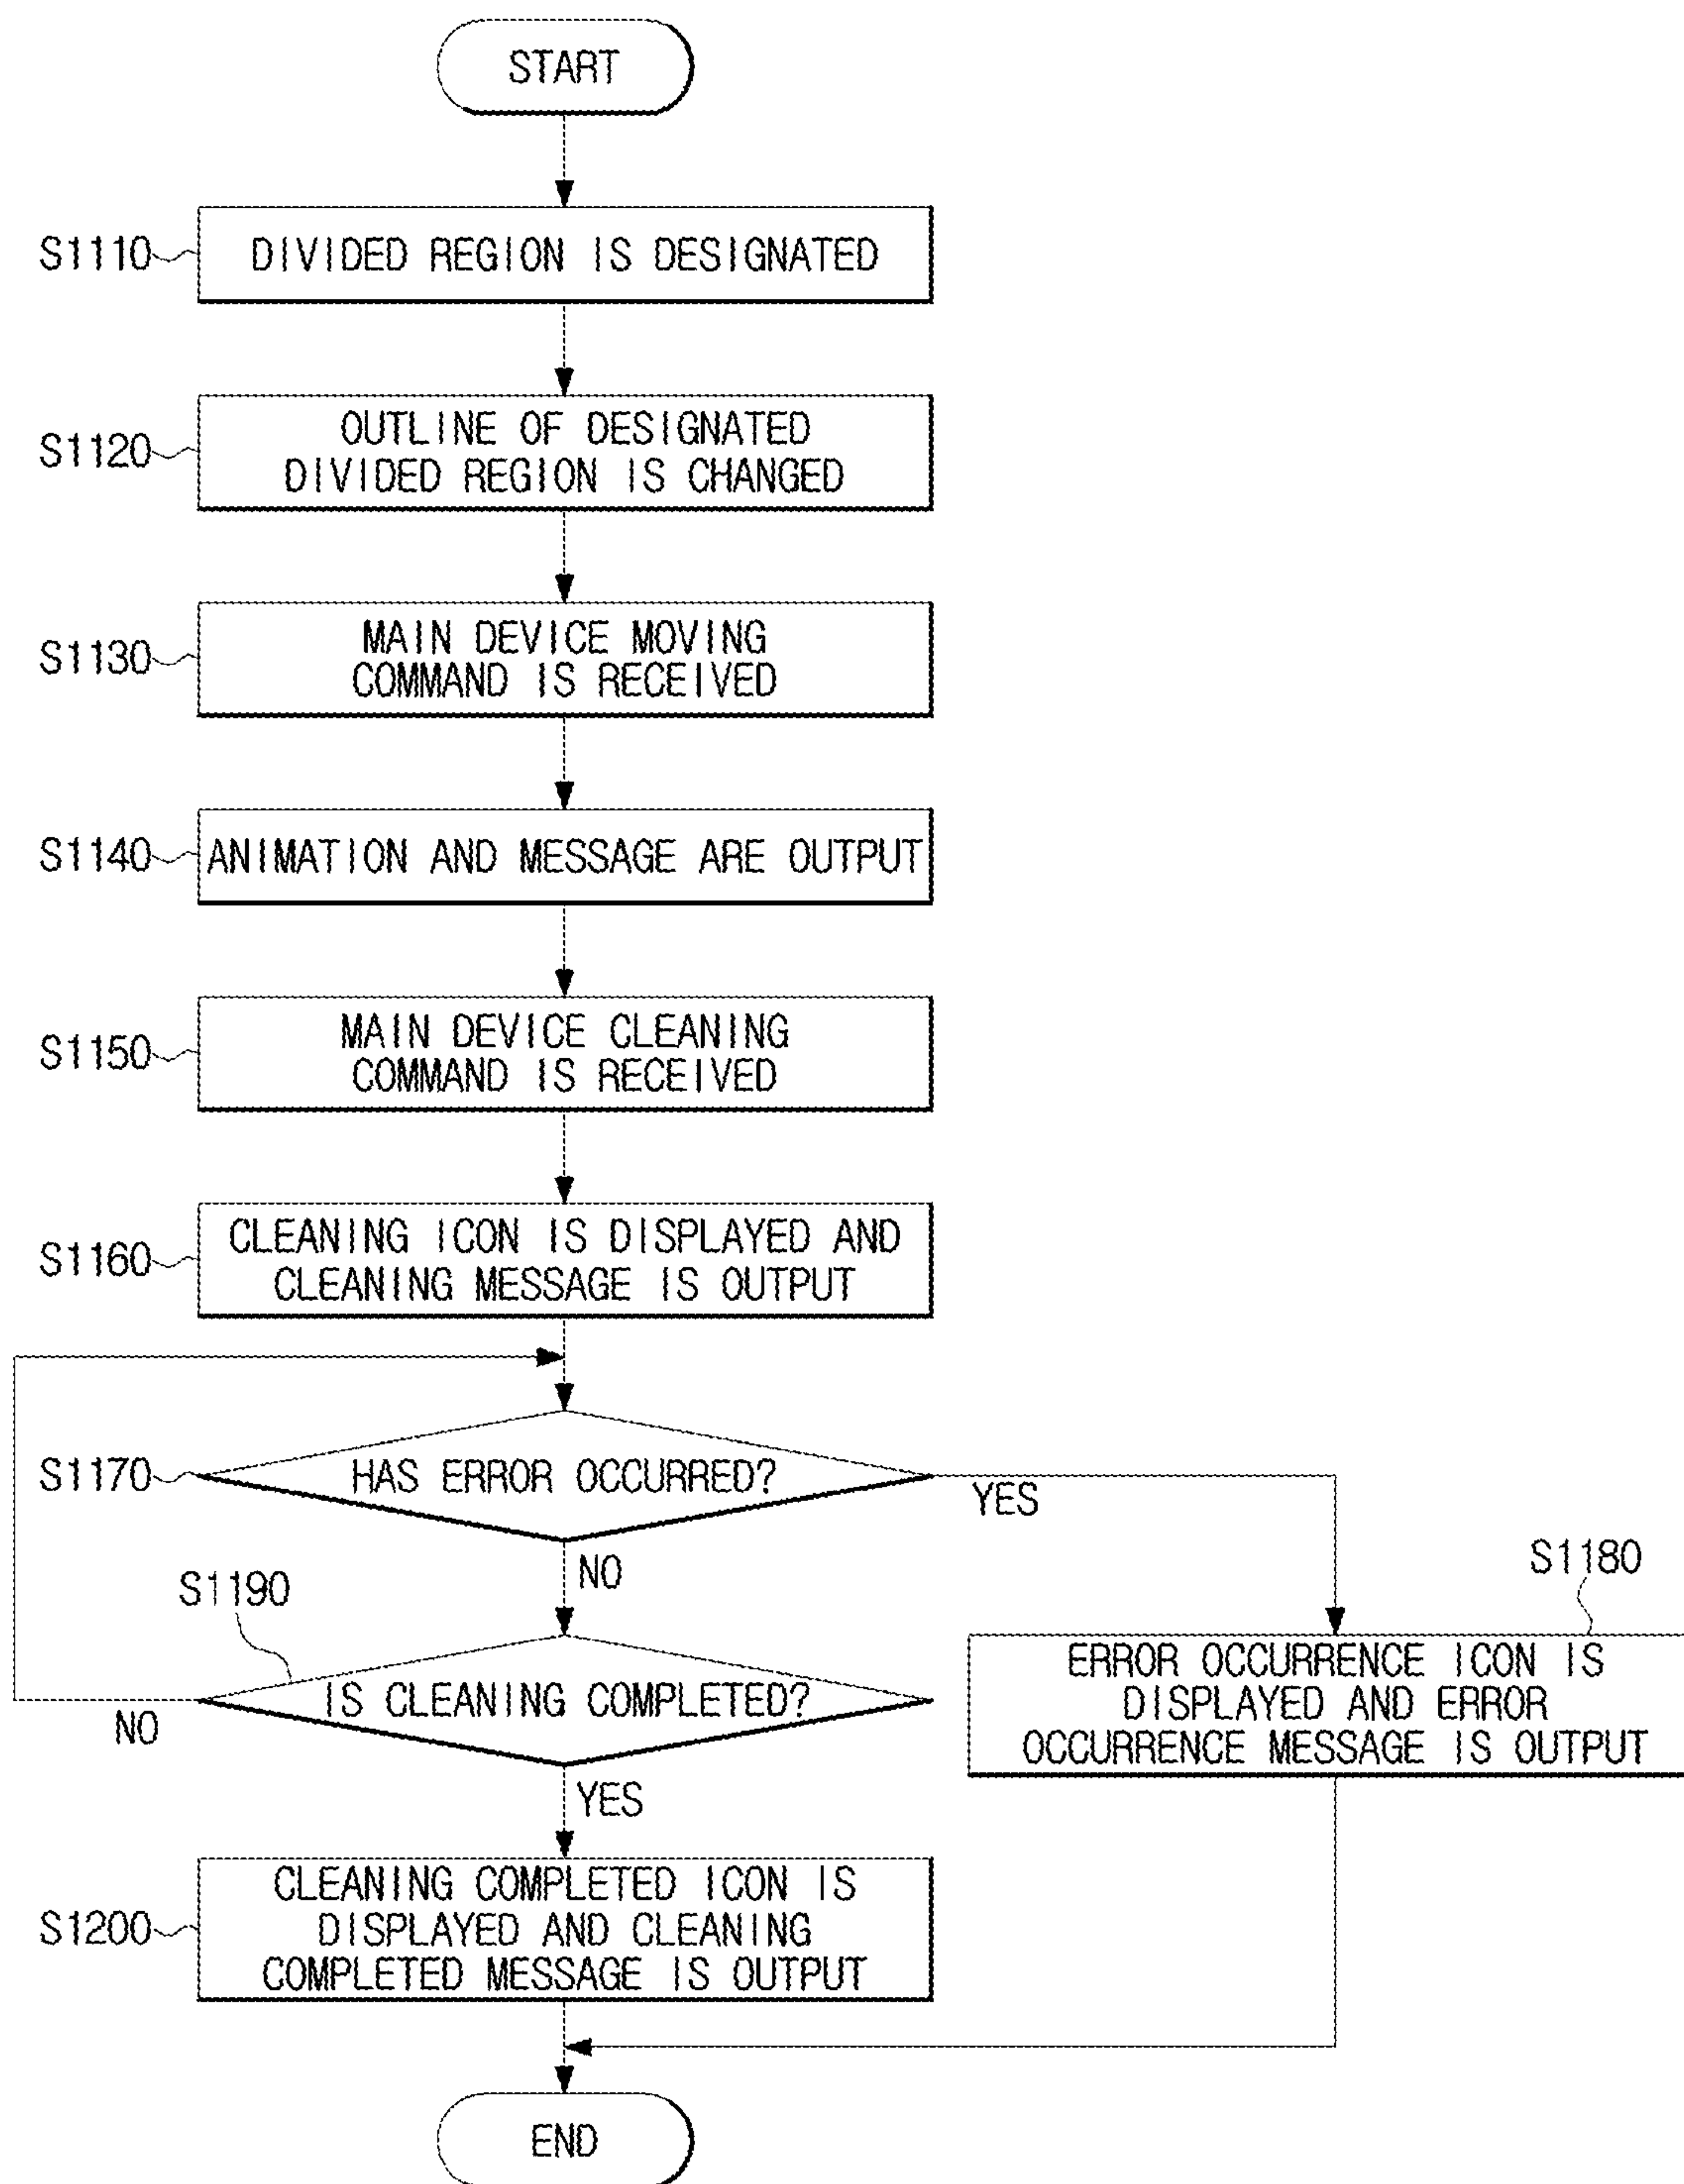 START
S1110
DIVIDED REGION IS DESIGNATED
S1120
OUTLINE OF DESIGNATED
DIVIDED REGION IS CHANGED
S1130
MAIN DEVICE MOVING
COMMAND IS RECEIVED
S1140
ANIMATION AND MESSAGE ARE OUTPUT
S1150
MAIN DEVICE CLEANING
COMMAND IS RECEIVED
S1160
CLEANING ICON IS DISPLAYED AND
CLEANING MESSAGE IS OUTPUT
S1170
HAS ERROR OCCURRED?
YES
NO
S1180
ERROR OCCURRENCE ICON IS
DISPLAYED AND ERROR
OCCURRENCE MESSAGE IS OUTPUT
S1190
IS CLEANING COMPLETED?
NO
YES
S1200
CLEANING COMPLETED ICON IS
DISPLAYED AND CLEANING
COMPLETED MESSAGE IS OUTPUT
END